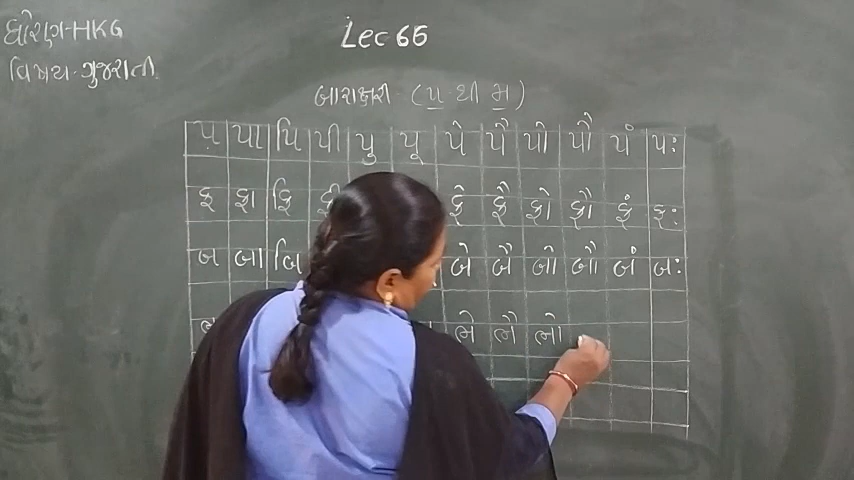 ધોરણ-HKG
Lec 66
વિષય-ગુજરાતી.
બારાક્ષરી - (પ-થી મ)
પ પા પિ પી પુ પૂ પે પૈ પો પૌ પં પઃ
ફ ફા ફિ ફી ફે ફૈ ફો ફૌ ફં ફઃ
બ બા બિ બે બૈ બો બૌ બં બઃ
ભ ભે ભૈ ભો